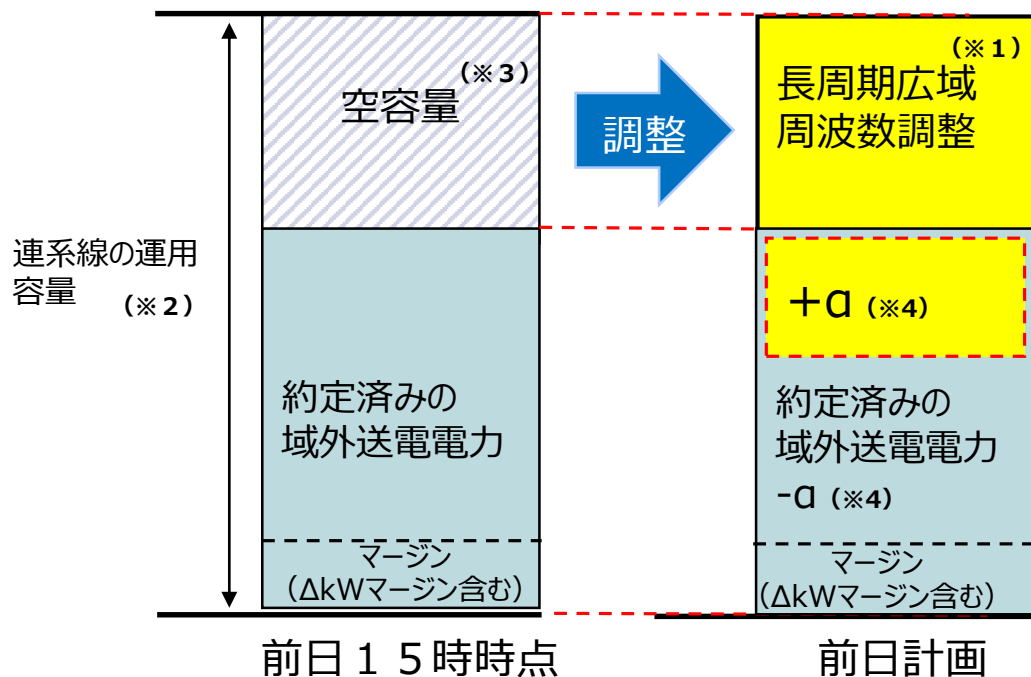 連系線の運用
容量 （※２）
（※３）
空容量
約定済みの
域外送電電力
マージン
（ΔkWマージン含む）
前日１５時時点
調整
（※１）
長周期広域
周波数調整
＋α（※4）
約定済みの
域外送電電力
-α（※4）
マージン
（ΔkWマージン含む）
前日計画